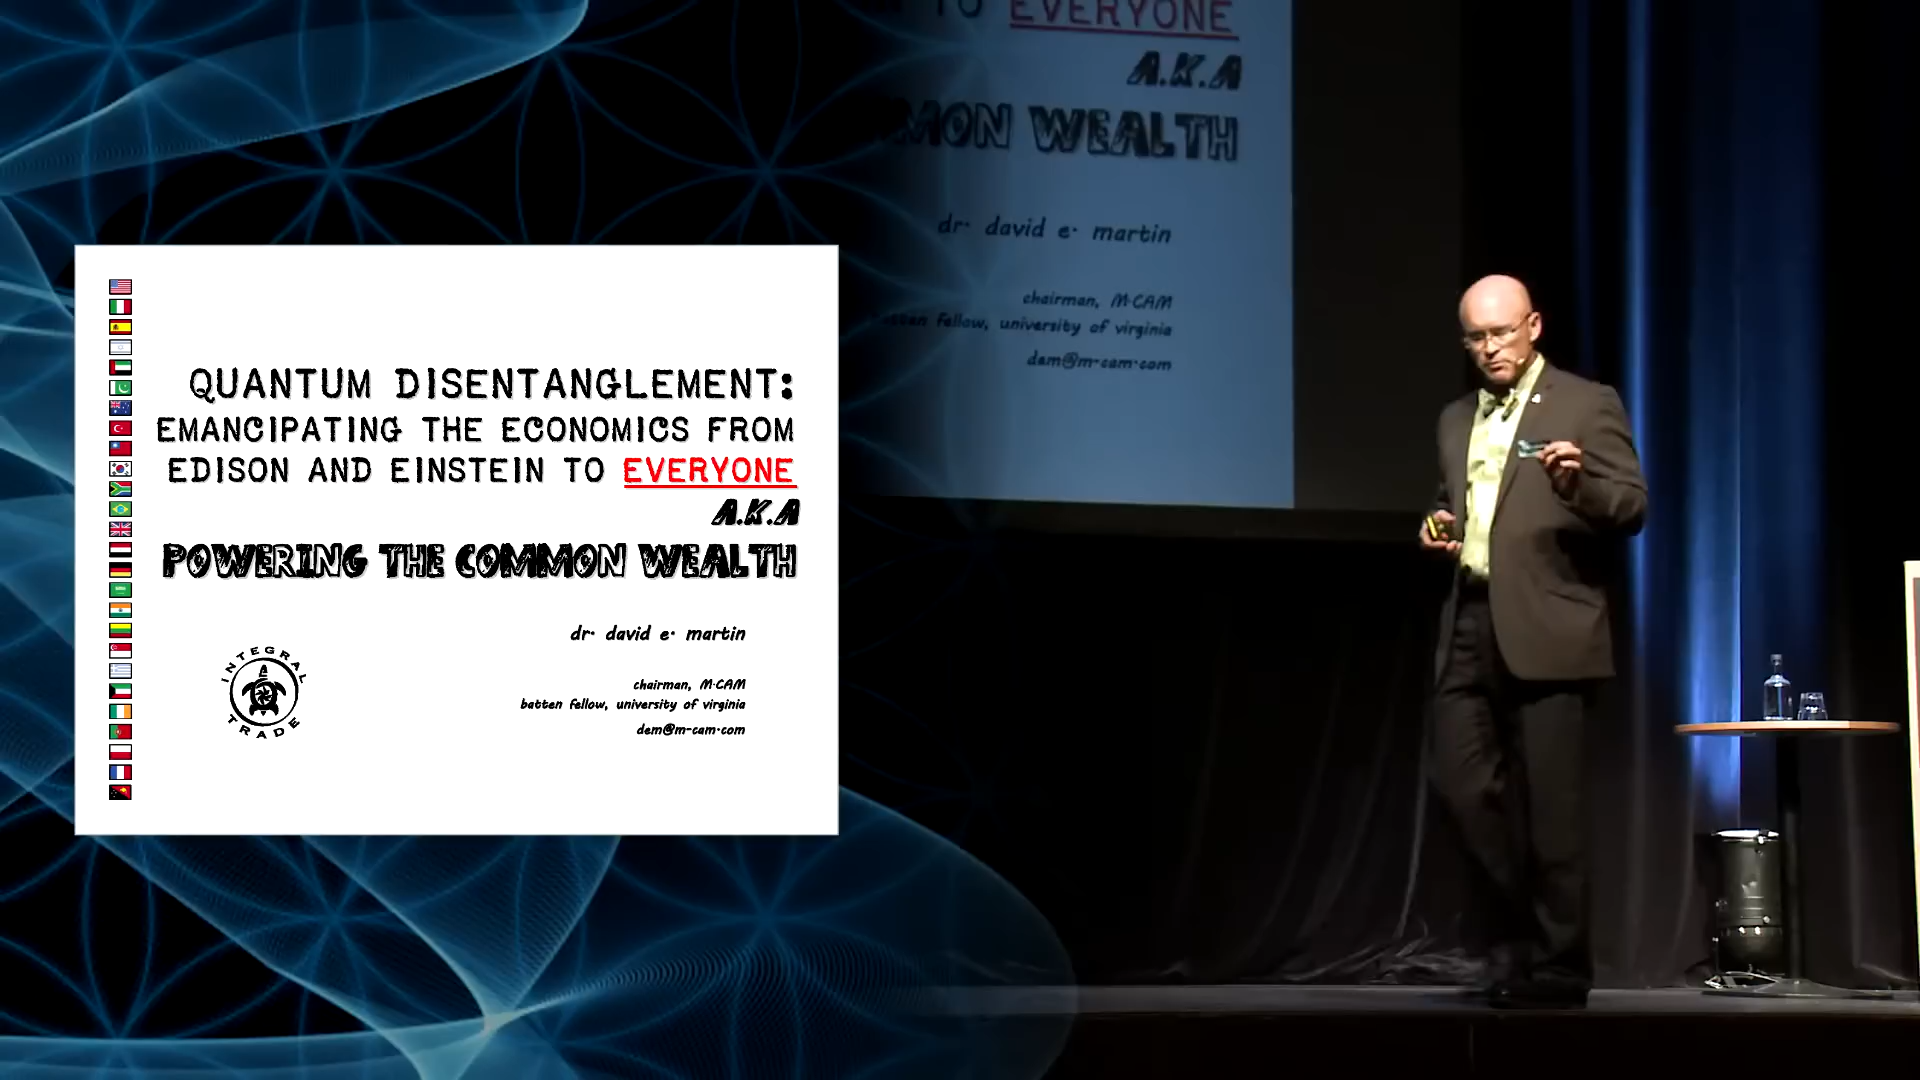 QUANTUM DISENTANGLEMENT:
EMANCIPATING THE ECONOMICS FROM
EDISON AND EINSTEIN TO EVERYONE
A.K.A
POWERING THE COMMON WEALTH
dr. david e. martin
chairman, M·CAM
batten fellow, university of virginia
dem@m-cam.com
INTEGRAL
TRADE
TO EVERYONE
A.K.A
MON WEALTH
dr. david e. martin
chairman, M·CAM
fellow, university of virginia
dem@m-cam.com